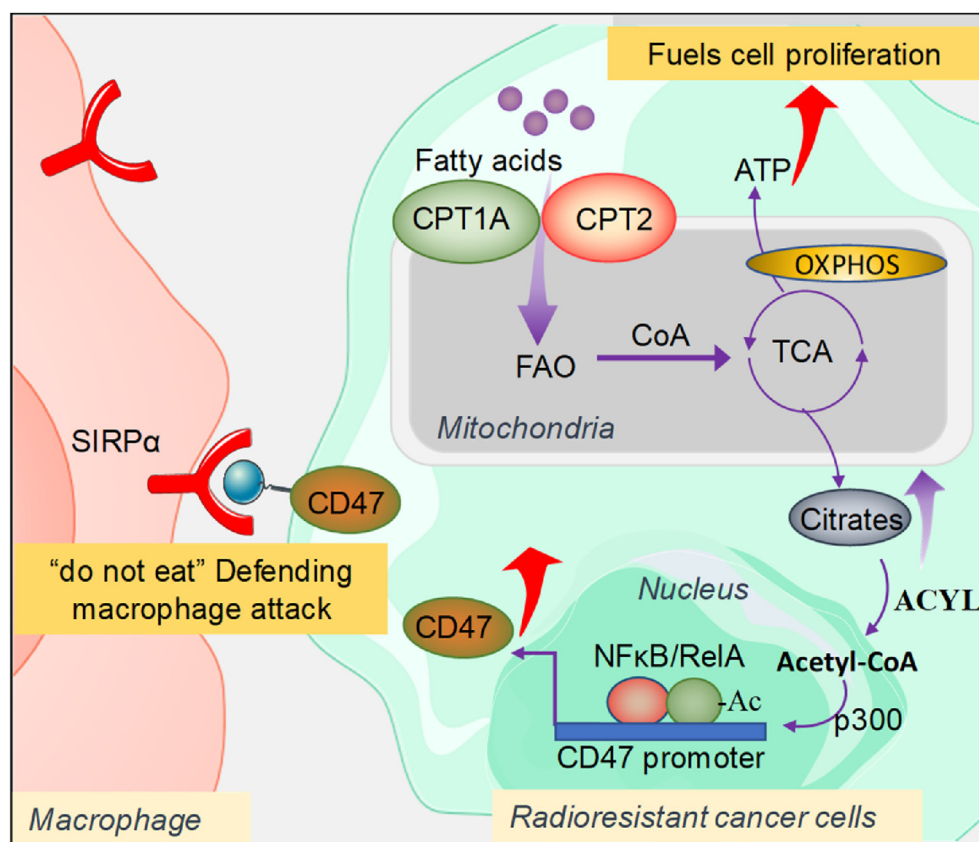 Fuels cell proliferation
Fatty acids
ATP
CPT1A
CPT2
OXPHOS
FAO
CoA
TCA
Mitochondria
SIRPα
CD47
Citrates
"do not eat" Defending
macrophage attack
Nucleus
ACYL
CD47
NFκB/RelA
Acetyl-CoA
-Ac
p300
CD47 promoter
Macrophage
Radioresistant cancer cells